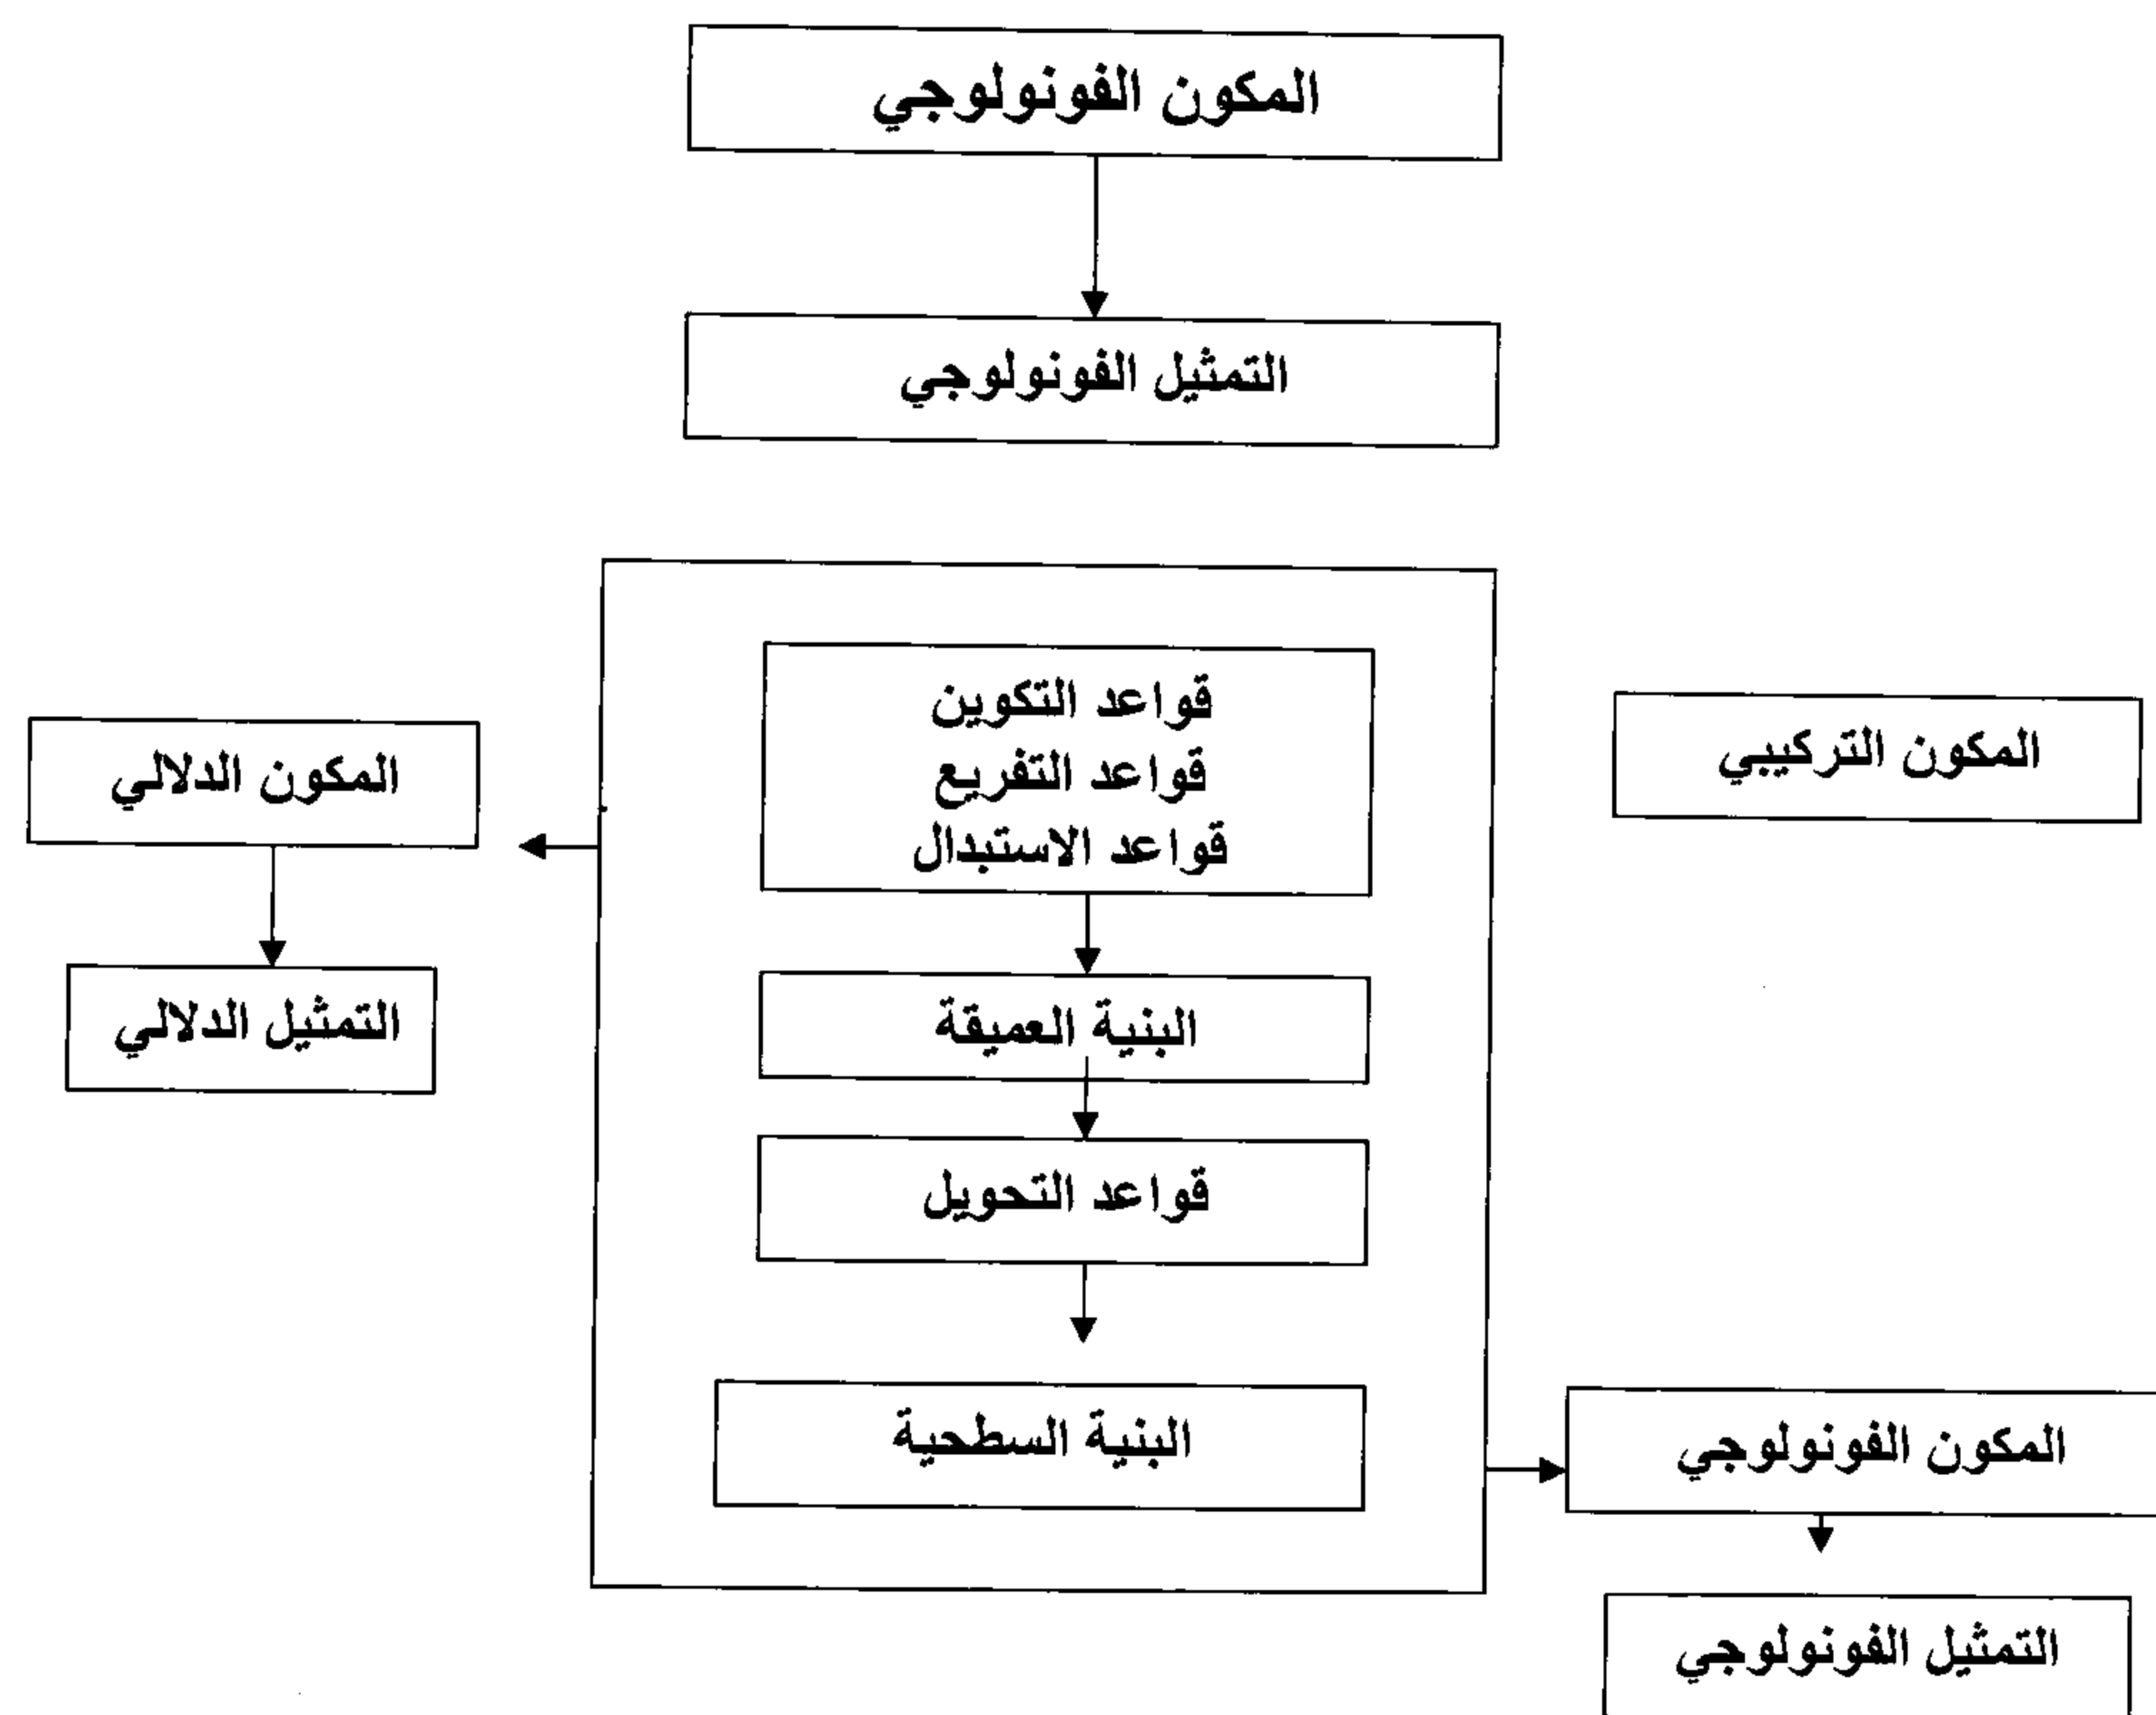 المكون الفونولوجي
التمثيل الفونولوجي
المكون التركيبي
قواعد التكوين
قواعد التفريع
قواعد الاستبدال
المكون الدلالي
البنية العميقة
التمثيل الدلالي
قواعد التحويل
البنية السطحية
المكون الفونولوجي
التمثيل الفونولوجي